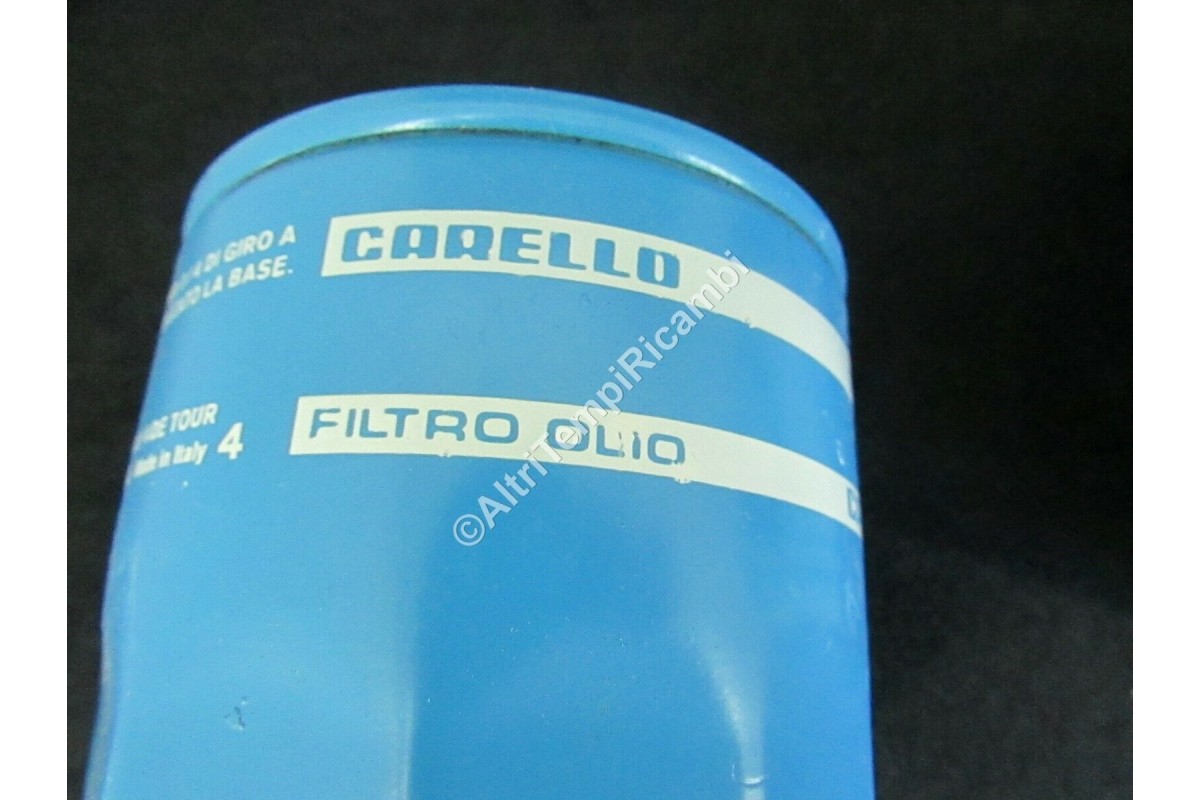 DI GIRO A
LA BASE.
CARELLO
TOUR
Made in Italy 4
FILTRO OLIO
©AltriTempiRicambi